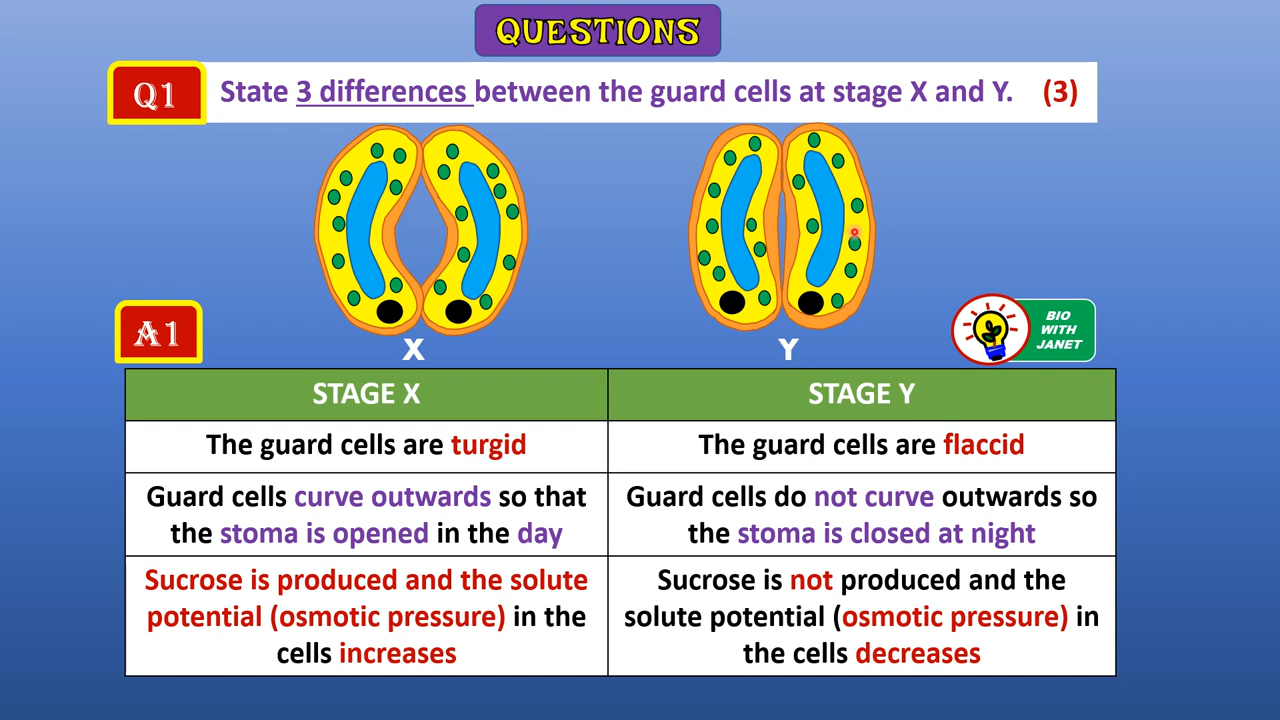 QUESTIONS
Q1
State 3 differences between the guard cells at stage X and Y. (3)
X
Y
A1
BIO
WITH
JANET
STAGE X
STAGE Y
The guard cells are turgid
The guard cells are flaccid
Guard cells curve outwards so that
the stoma is opened in the day
Guard cells do not curve outwards so
the stoma is closed at night
Sucrose is produced and the solute
potential (osmotic pressure) in the
cells increases
Sucrose is not produced and the
solute potential (osmotic pressure) in
the cells decreases